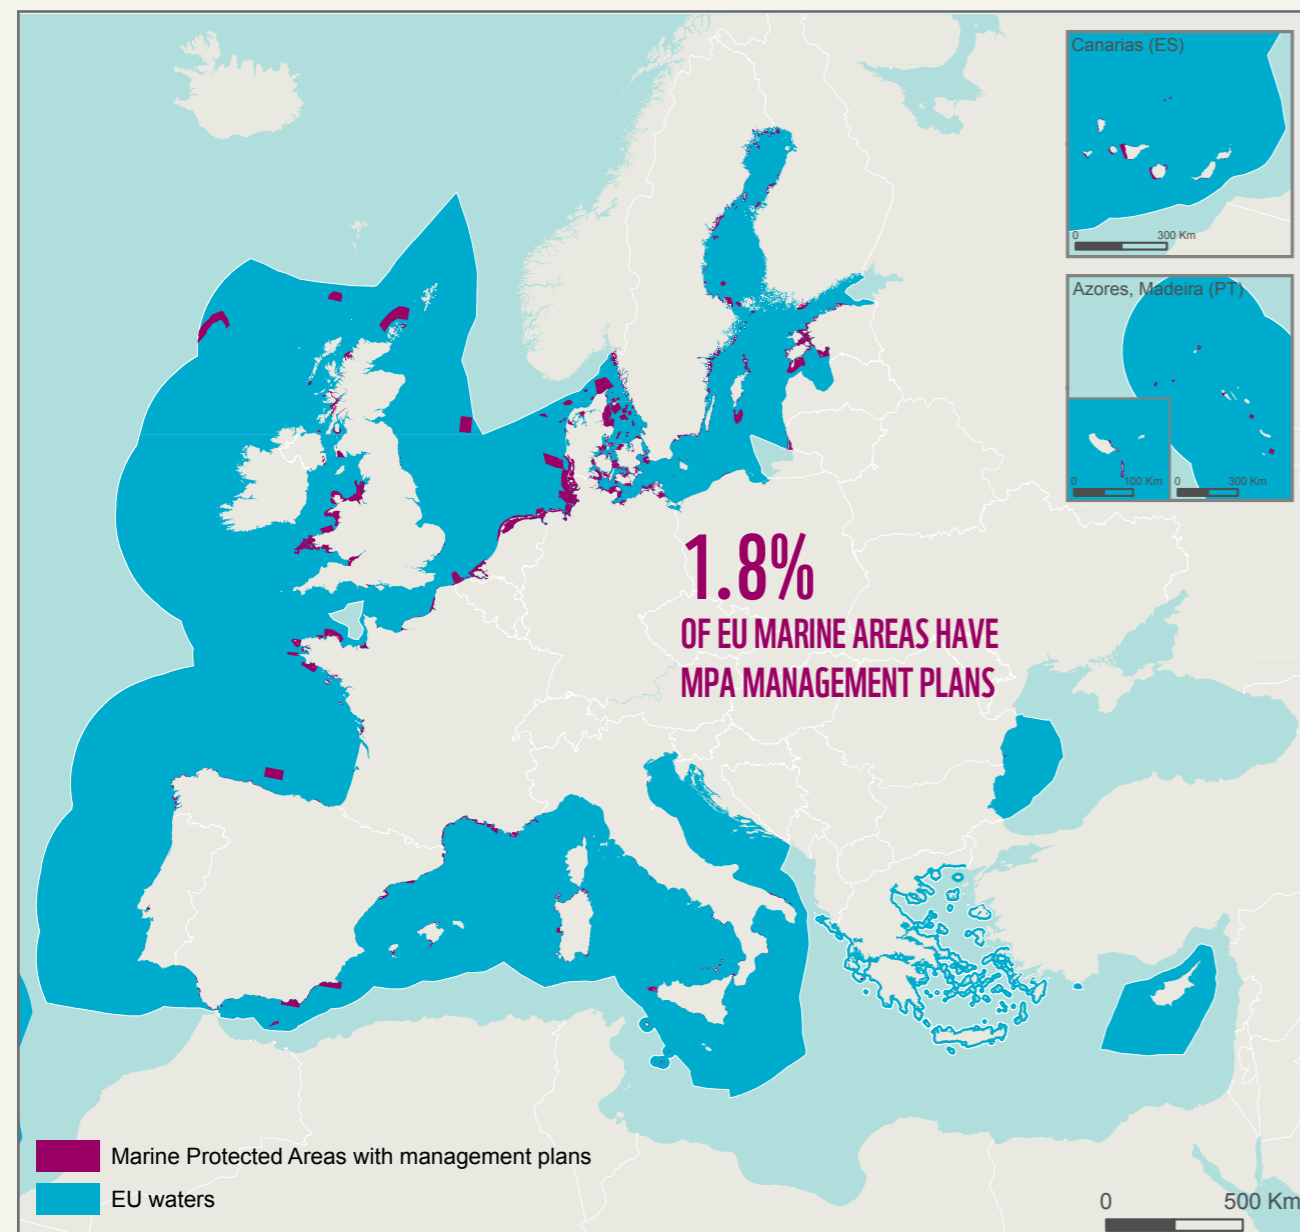 Canarias (ES)
0 300 Km
Azores, Madeira (PT)
0 100 Km
0 300 Km
1.8%
OF EU MARINE AREAS HAVE
MPA MANAGEMENT PLANS
Marine Protected Areas with management plans
EU waters
0 500 Km